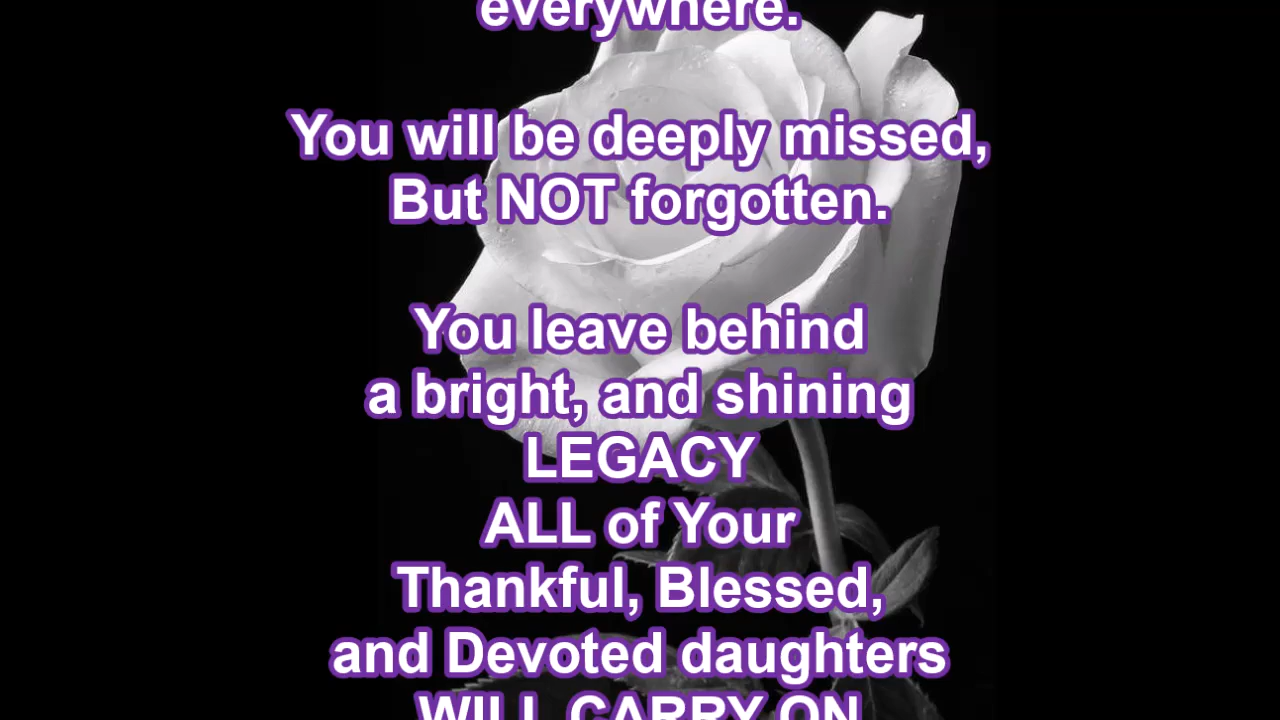 everywhere.
You will be deeply missed,
But NOT forgotten.
You leave behind
a bright, and shining
LEGACY
ALL of Your
Thankful, Blessed,
and Devoted daughters
WILL CARRY ON